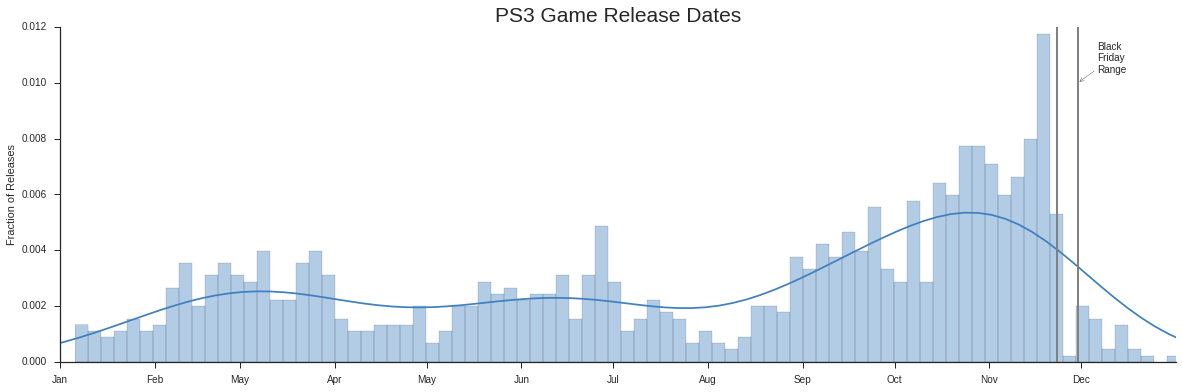 PS3 Game Release Dates
0.012
0.010
0.008
0.006
0.004
0.002
0.000
Fraction of Releases
Black
Friday
Range
Jan Feb May Apr May Jun Jul Aug Sep Oct Nov Dec